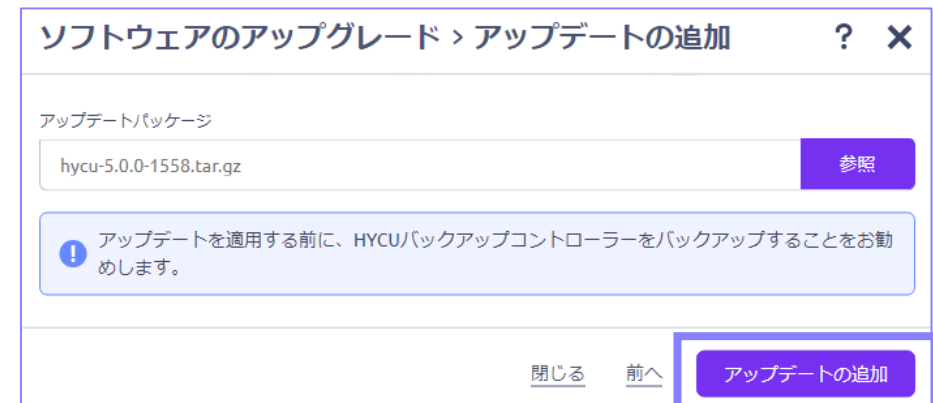 ソフトウェアのアップグレード › アップデートの追加 ? ×
アップデートパッケージ
hycu-5.0.0-1558.tar.gz 参照
! アップデートを適用する前に、HYCUバックアップコントローラーをバックアップすることをお勧
めします。
閉じる 前へ アップデートの追加